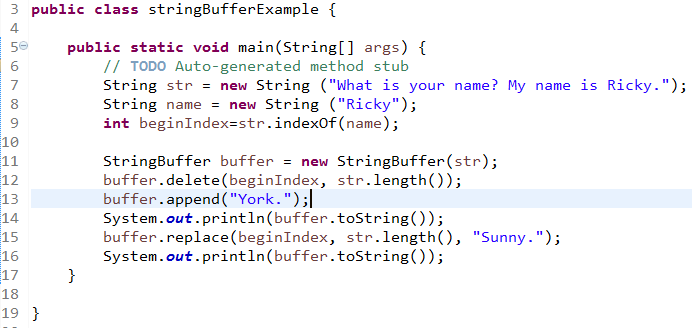 3 public class stringBufferExample {
4
5 public static void main(String[] args) {
6 // TODO Auto-generated method stub
7 String str = new String ("What is your name? My name is Ricky.");
8 String name = new String ("Ricky");
9 int beginIndex=str.indexOf(name);
10
11 StringBuffer buffer = new StringBuffer(str);
12 buffer.delete(beginIndex, str.length());
13 buffer.append("York.");
14 System.out.println(buffer.toString());
15 buffer.replace(beginIndex, str.length(), "Sunny.");
16 System.out.println(buffer.toString());
17 }
18
19 }